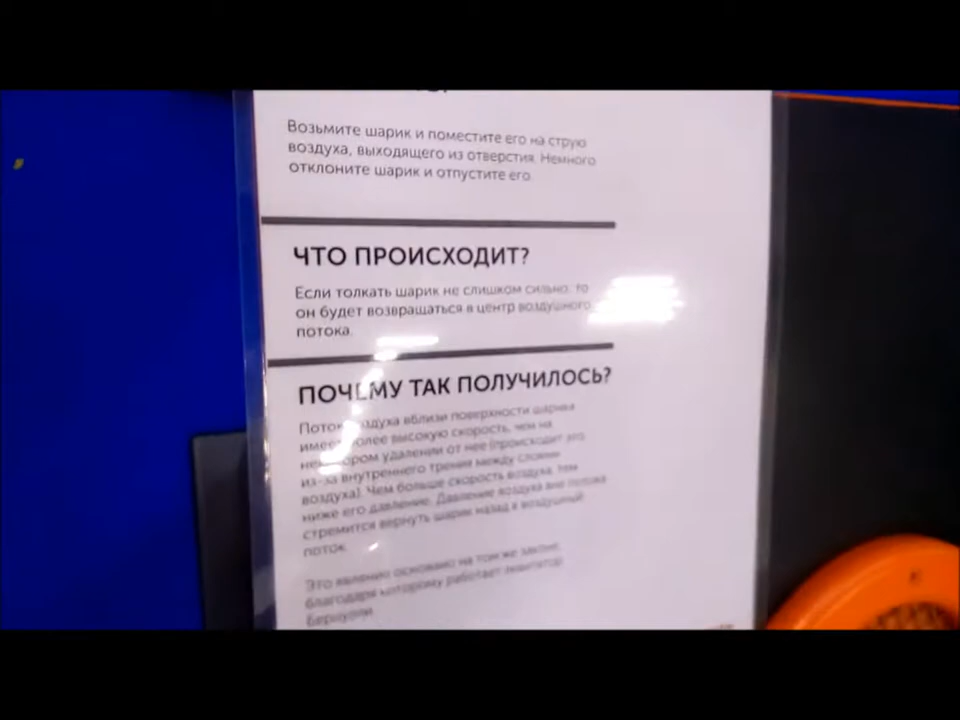 Возьмите шарик и поместите его на струю
воздуха, выходящего из отверстия. Немного
отклоните шарик и отпустите его.
ЧТО ПРОИСХОДИТ?
Если толкать шарик не слишком сильно, то
он будет возвращаться в центр воздушного
потока.
ПОЧЕМУ ТАК ПОЛУЧИЛОСЬ?
воздуха вблизи поверхности шарика
более высокую скорость, чем на
удалении от нее (происходит это
из-за внутреннего трения между слоями
воздуха). Чем больше скорость воздуха, тем
ниже его давление. Давление воздуха вне потока
стремится вернуть шарик назад в воздушный
поток.
Это явление основано на том же законе,
благодаря которому работает
Бернулли.